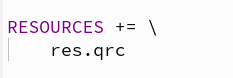 RESOURCES += \
    res.qrc